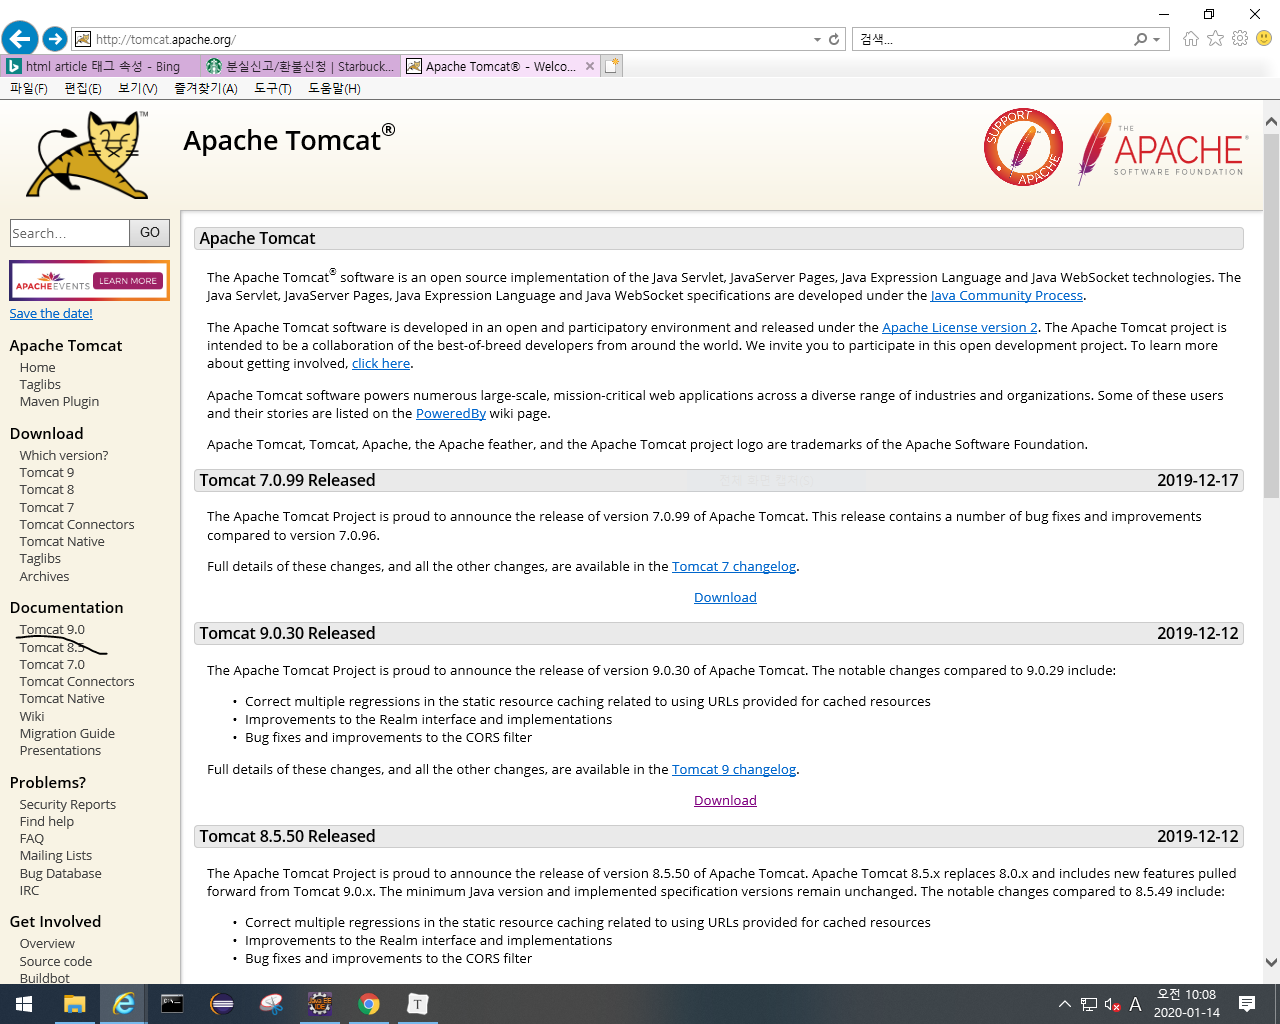 http://tomcat.apache.org/
검색...
html article 태그 속성 - Bing
분실신고/환불신청 | Starbuck...
Apache Tomcat® - Welco...
파일(F) 편집(E) 보기(V) 즐겨찾기(A) 도구(T) 도움말(H)
TM
Apache Tomcat®
SUPPORT APACHE
THE
APACHE®
SOFTWARE FOUNDATION
Search...
GO
APACHE EVENTS LEARN MORE
Save the date!
Apache Tomcat
Home
Taglibs
Maven Plugin
Download
Which version?
Tomcat 9
Tomcat 8
Tomcat 7
Tomcat Connectors
Tomcat Native
Taglibs
Archives
Documentation
Tomcat 9.0
Tomcat 8.5
Tomcat 7.0
Tomcat Connectors
Tomcat Native
Wiki
Migration Guide
Presentations
Problems?
Security Reports
Find help
FAQ
Mailing Lists
Bug Database
IRC
Get Involved
Overview
Source code
Buildbot
Apache Tomcat
The Apache Tomcat® software is an open source implementation of the Java Servlet, JavaServer Pages, Java Expression Language and Java WebSocket technologies. The
Java Servlet, JavaServer Pages, Java Expression Language and Java WebSocket specifications are developed under the Java Community Process.
The Apache Tomcat software is developed in an open and participatory environment and released under the Apache License version 2. The Apache Tomcat project is
intended to be a collaboration of the best-of-breed developers from around the world. We invite you to participate in this open development project. To learn more
about getting involved, click here.
Apache Tomcat software powers numerous large-scale, mission-critical web applications across a diverse range of industries and organizations. Some of these users
and their stories are listed on the PoweredBy wiki page.
Apache Tomcat, Tomcat, Apache, the Apache feather, and the Apache Tomcat project logo are trademarks of the Apache Software Foundation.
Tomcat 7.0.99 Released 2019-12-17
The Apache Tomcat Project is proud to announce the release of version 7.0.99 of Apache Tomcat. This release contains a number of bug fixes and improvements
compared to version 7.0.96.
Full details of these changes, and all the other changes, are available in the Tomcat 7 changelog.
Download
Tomcat 9.0.30 Released 2019-12-12
The Apache Tomcat Project is proud to announce the release of version 9.0.30 of Apache Tomcat. The notable changes compared to 9.0.29 include:
• Correct multiple regressions in the static resource caching related to using URLs provided for cached resources
• Improvements to the Realm interface and implementations
• Bug fixes and improvements to the CORS filter
Full details of these changes, and all the other changes, are available in the Tomcat 9 changelog.
Download
Tomcat 8.5.50 Released 2019-12-12
The Apache Tomcat Project is proud to announce the release of version 8.5.50 of Apache Tomcat. Apache Tomcat 8.5.x replaces 8.0.x and includes new features pulled
forward from Tomcat 9.0.x. The minimum Java version and implemented specification versions remain unchanged. The notable changes compared to 8.5.49 include:
• Correct multiple regressions in the static resource caching related to using URLs provided for cached resources
• Improvements to the Realm interface and implementations
• Bug fixes and improvements to the CORS filter
Java EE
IDE
T
A
오전 10:08
2020-01-14